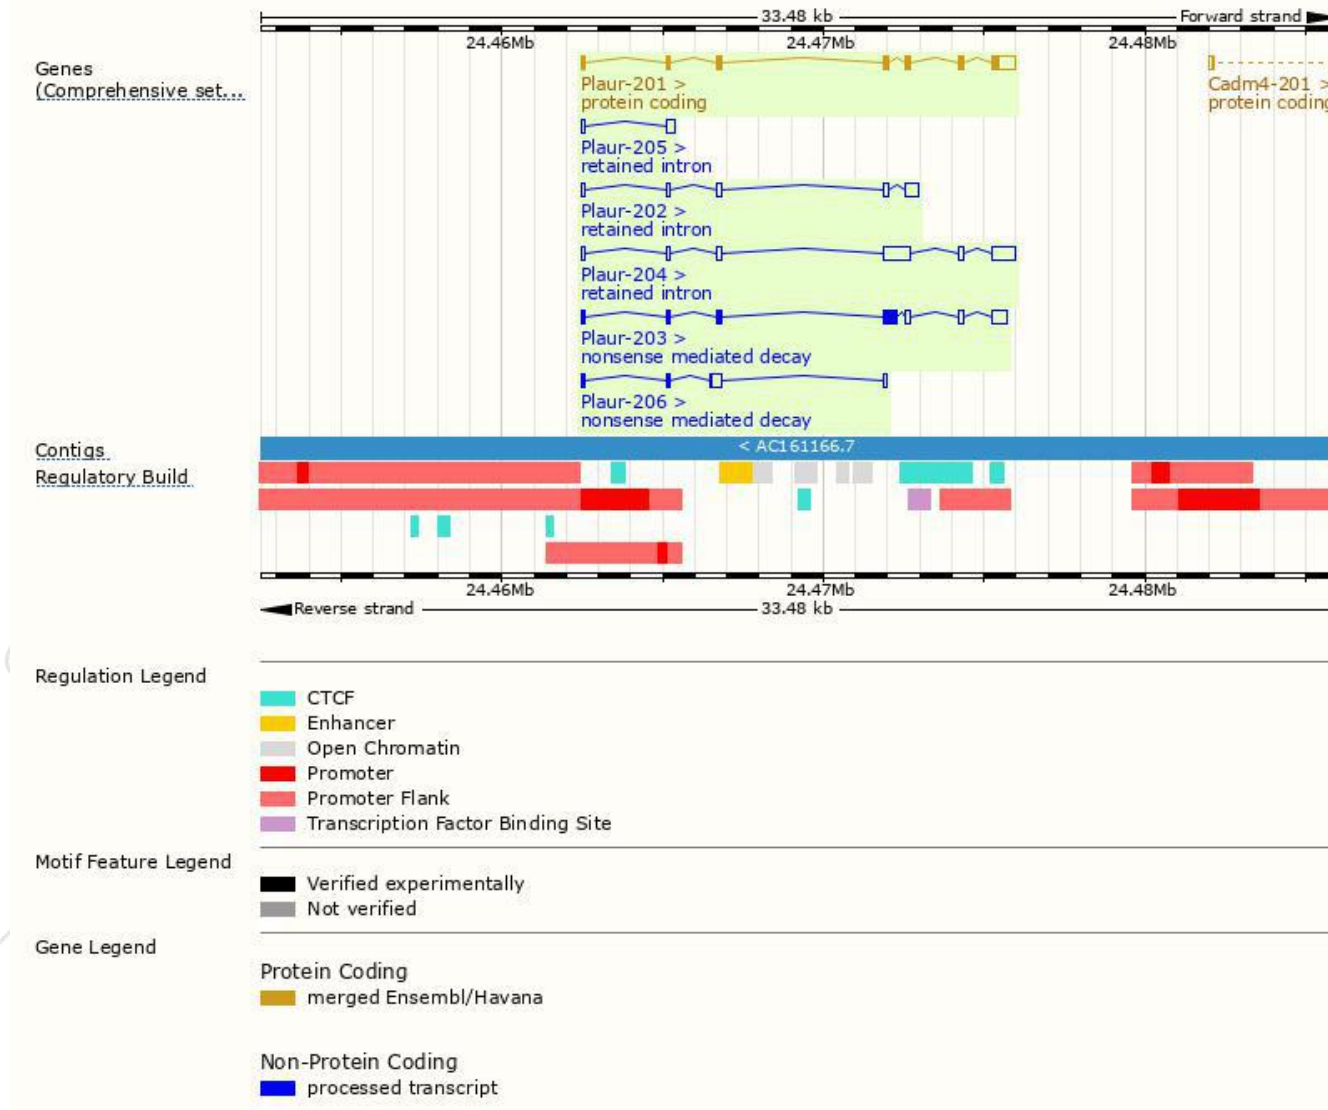 33.48 kb Forward strand
24.46Mb 24.47Mb 24.48Mb
Genes
(Comprehensive set...
Plaur-201 >
protein coding
Cadm4-201 >
protein coding
Plaur-205 >
retained intron
Plaur-202 >
retained intron
Plaur-204 >
retained intron
Plaur-203 >
nonsense mediated decay
Plaur-206 >
nonsense mediated decay
Contigs
< AC161166.7
Regulatory Build
24.46Mb 24.47Mb 24.48Mb
Reverse strand 33.48 kb
Regulation Legend
CTCF
Enhancer
Open Chromatin
Promoter
Promoter Flank
Transcription Factor Binding Site
Motif Feature Legend
Verified experimentally
Not verified
Gene Legend
Protein Coding
merged Ensembl/Havana
Non-Protein Coding
processed transcript